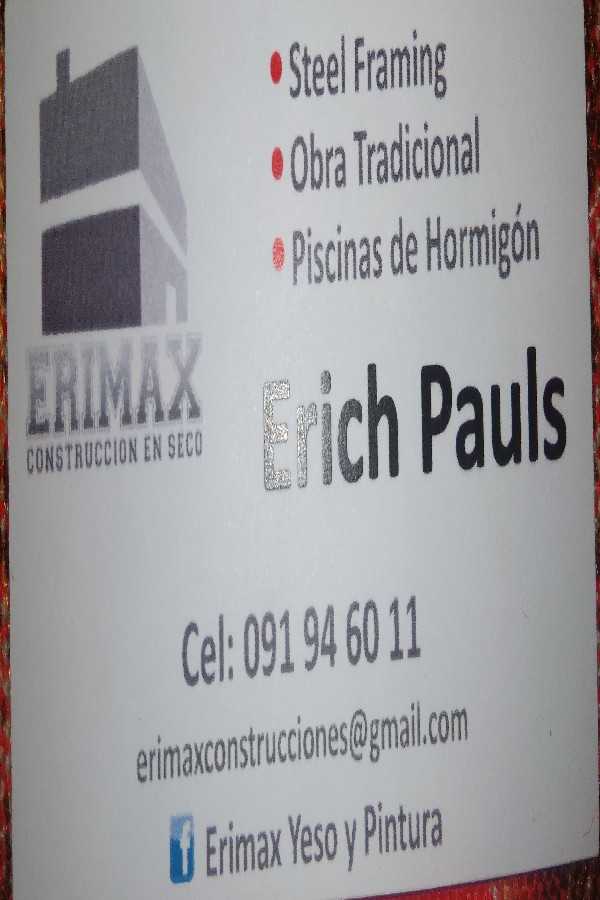 • Steel Framing
• Obra Tradicional
• Piscinas de Hormigón
ERIMAX
CONSTRUCCION EN SECO
Erich Pauls
Cel: 091 94 60 11
erimaxconstrucciones@gmail.com
f Erimax Yeso y Pintura